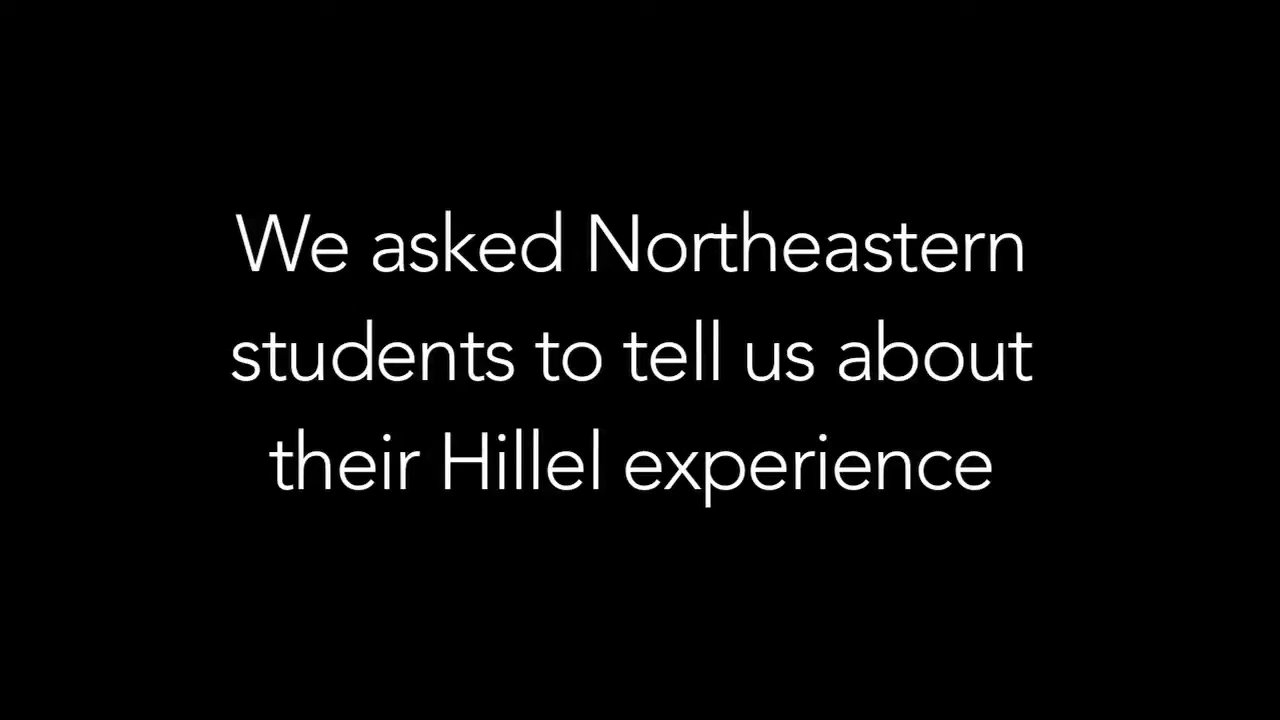 We asked Northeastern
students to tell us about
their Hillel experience